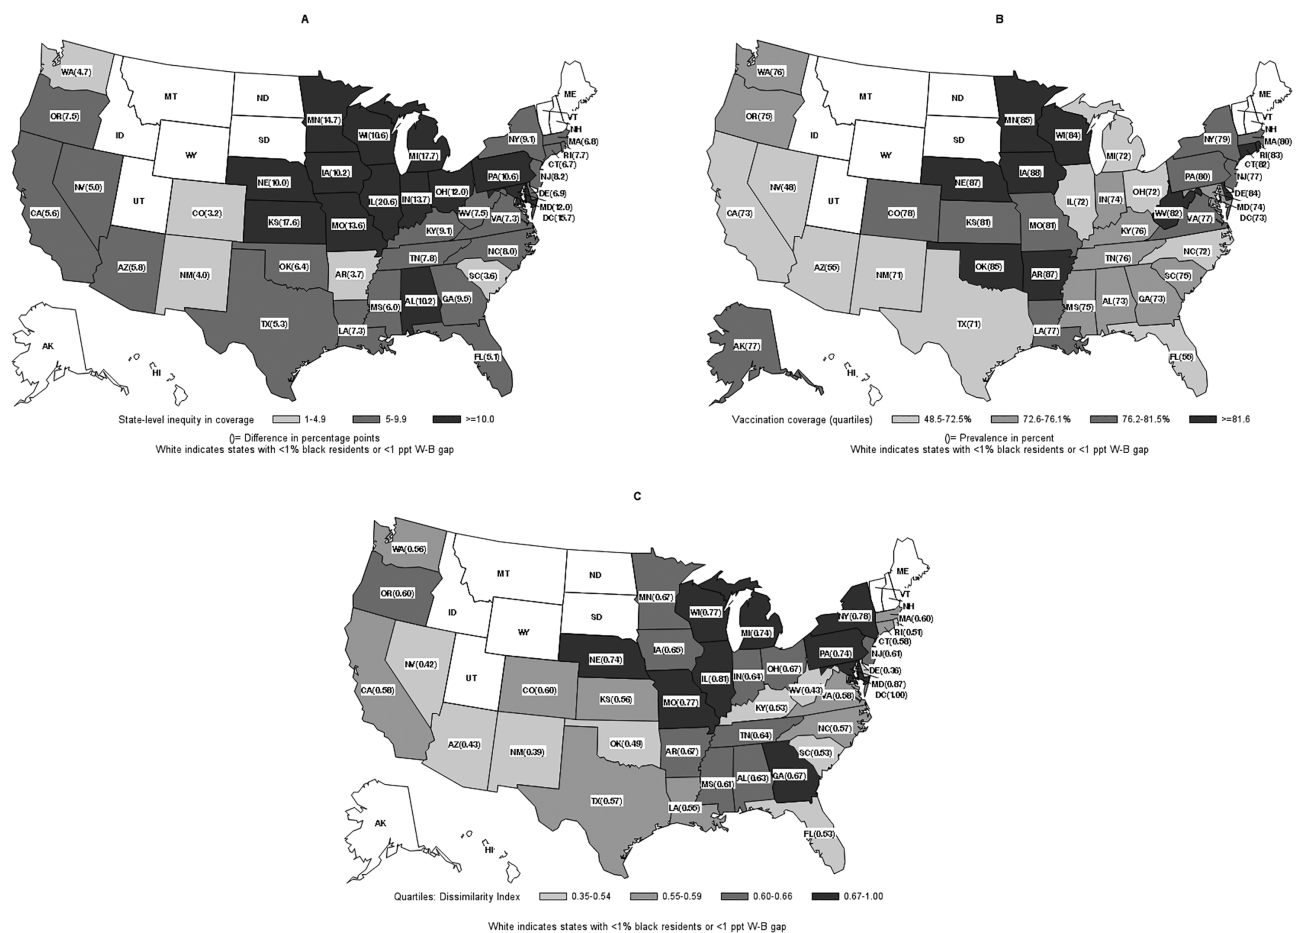 A
WA(4.7)
MT
ND
ME
OR(7.5)
MN(14.7)
VT
ID
SD
WI(10.6)
NY(9.1)
NH
WY
MI(17.7)
MA(6.8)
RI(7.7)
CT(6.7)
NE(10.0)
IA(10.2)
PA(10.6)
NJ(8.2)
NV(5.0)
UT
OH(12.0)
DE(6.9)
CA(5.6)
CO(3.2)
KS(17.6)
MO(13.6)
IL(20.6)
IN(13.7)
WV(7.5)
VA(7.3)
MD(12.0)
DC(15.7)
KY(9.1)
NC(8.0)
AZ(5.8)
NM(4.0)
OK(6.4)
AR(3.7)
TN(7.8)
SC(3.6)
MS(6.0)
AL(10.2)
GA(9.5)
TX(5.3)
LA(7.3)
AK
FL(5.1)
HI
State-level inequity in coverage 1-4.9 5-9.9 >=10.0
()= Difference in percentage points
White indicates states with <1% black residents or <1 ppt W-B gap
B
WA(76)
MT
ND
ME
OR(75)
MN(85)
VT
ID
SD
WI(84)
NY(79)
NH
WY
MI(72)
MA(80)
RI(83)
CT(82)
NE(87)
IA(88)
PA(80)
NJ(77)
NV(48)
UT
OH(72)
DE(84)
CA(73)
CO(78)
KS(81)
MO(81)
IL(72)
IN(74)
WV(82)
VA(77)
MD(74)
DC(73)
KY(76)
NC(72)
AZ(55)
NM(71)
OK(85)
AR(87)
TN(76)
SC(75)
MS(75)
AL(73)
GA(73)
TX(71)
LA(77)
AK(77)
FL(55)
HI
Vaccination coverage (quartiles) 48.5-72.5% 72.6-76.1% 76.2-81.5% >=81.6
()= Prevalence in percent
White indicates states with <1% black residents or <1 ppt W-B gap
C
WA(0.56)
MT
ND
ME
OR(0.60)
MN(0.67)
VT
ID
SD
WI(0.77)
NY(0.78)
NH
WY
MI(0.74)
MA(0.60)
RI(0.51)
CT(0.58)
NE(0.74)
IA(0.65)
PA(0.74)
NJ(0.61)
NV(0.42)
UT
OH(0.67)
DE(0.36)
CA(0.58)
CO(0.60)
KS(0.56)
MO(0.77)
IL(0.81)
IN(0.64)
WV(0.43)
VA(0.58)
MD(0.67)
DC(1.00)
KY(0.53)
NC(0.57)
AZ(0.43)
NM(0.39)
OK(0.49)
AR(0.67)
TN(0.64)
SC(0.53)
MS(0.61)
AL(0.63)
GA(0.67)
TX(0.57)
LA(0.55)
AK
FL(0.53)
HI
Quartiles: Dissimilarity Index 0.35-0.54 0.55-0.59 0.60-0.66 0.67-1.00
White indicates states with <1% black residents or <1 ppt W-B gap